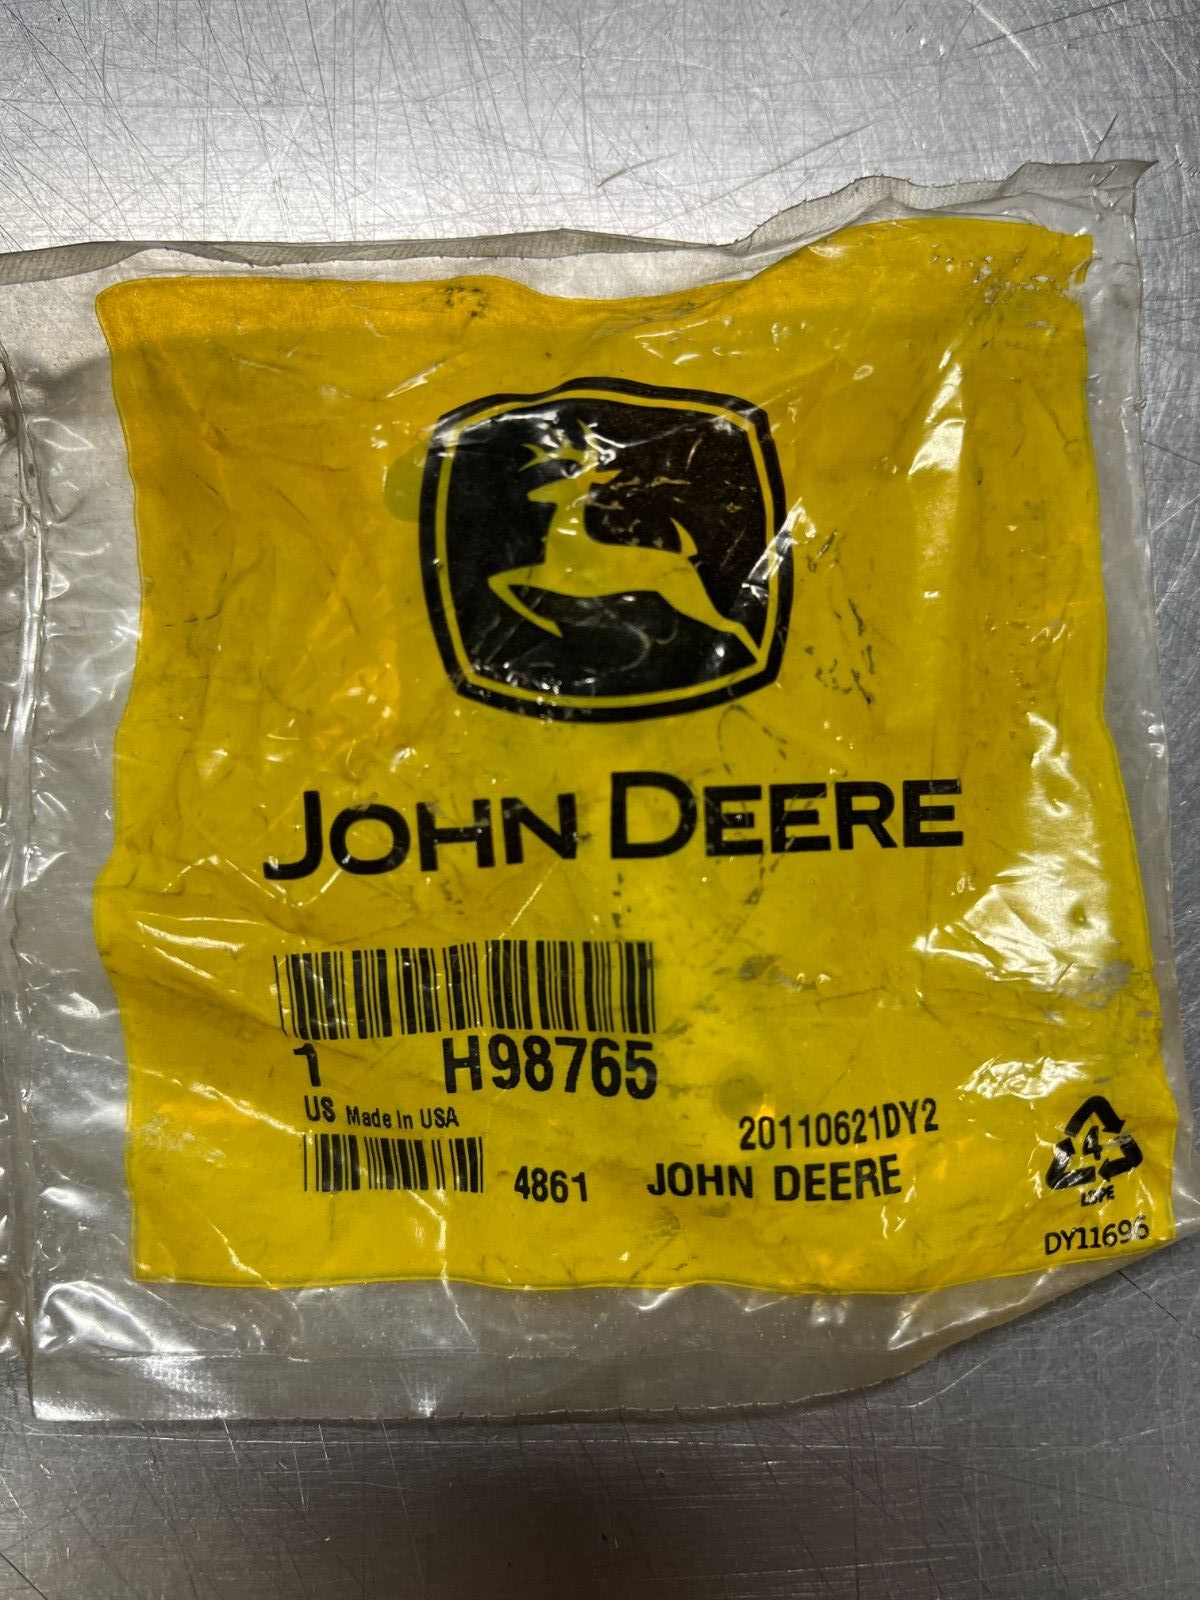 JOHN DEERE
1 H98765
US Made In USA
20110621DY2
4861 JOHN DEERE
4
LDPE
DY11696